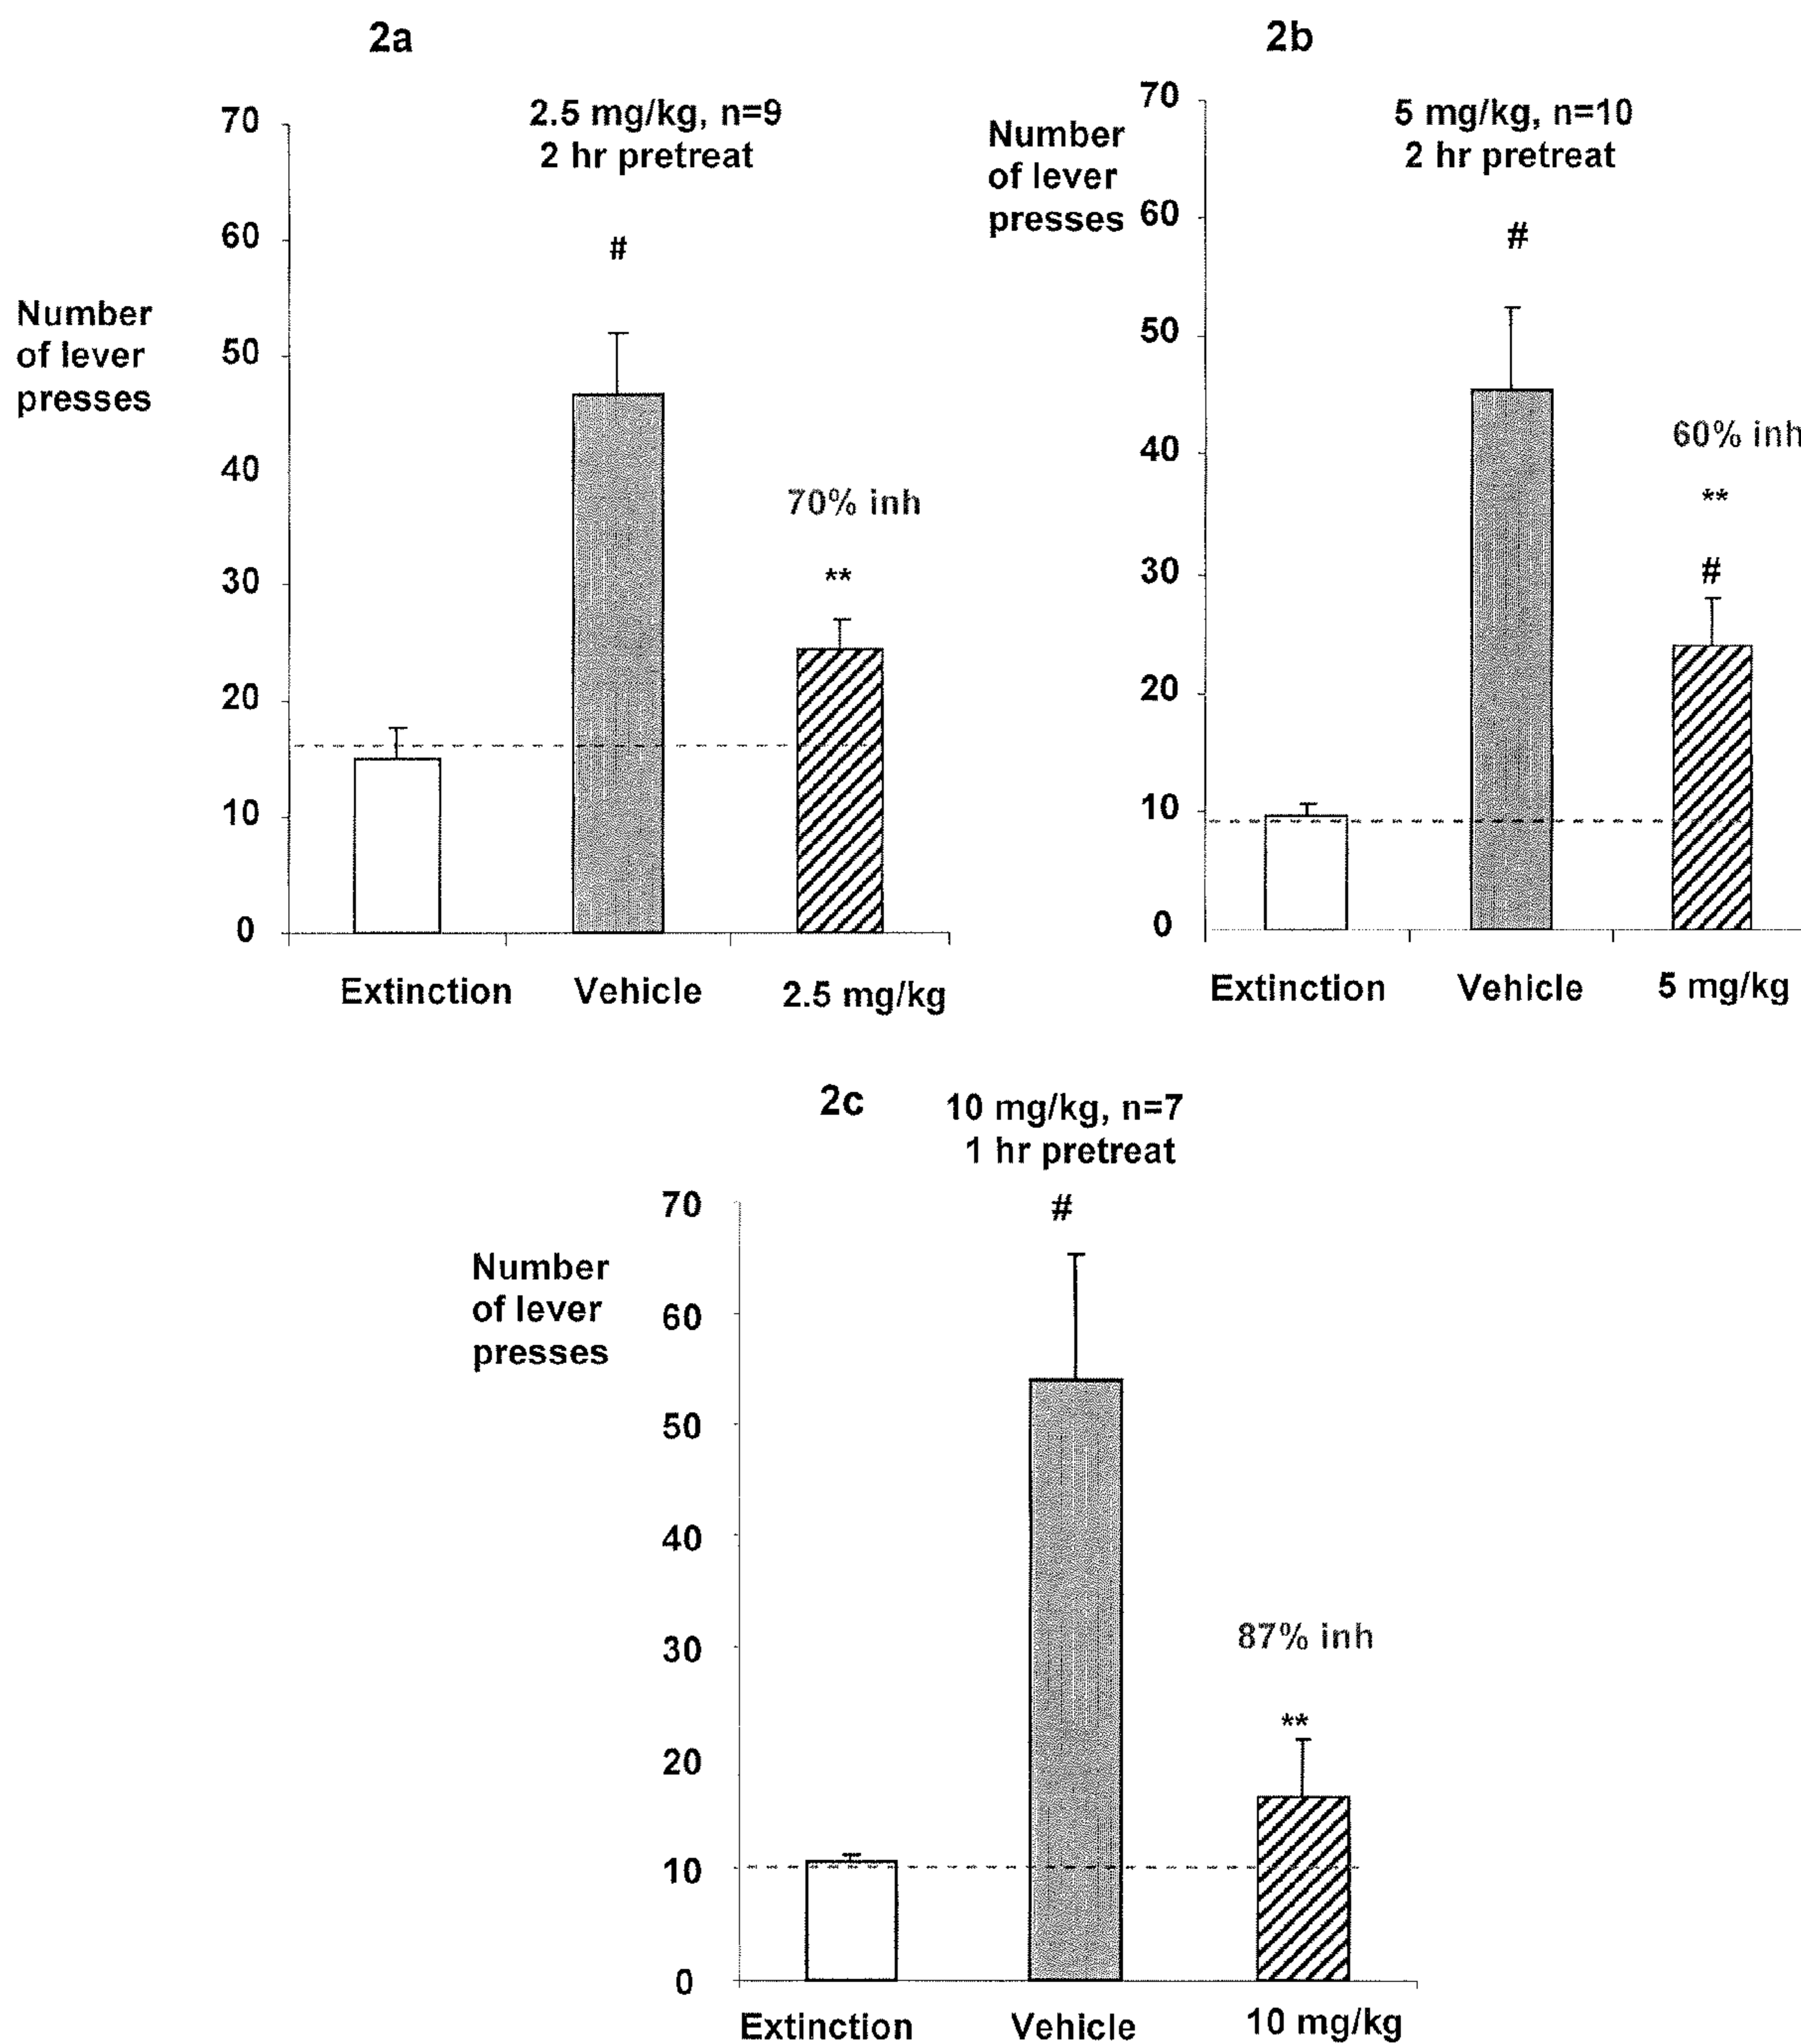 2a
2.5 mg/kg, n=9
2 hr pretreat
Number
of lever
presses
70
60
50
40
30
20
10
0
#
70% inh
**
Extinction
Vehicle
2.5 mg/kg
2b
5 mg/kg, n=10
2 hr pretreat
Number
of lever
presses
70
60
50
40
30
20
10
0
#
60% inh
**
#
Extinction
Vehicle
5 mg/kg
2c
10 mg/kg, n=7
1 hr pretreat
Number
of lever
presses
70
60
50
40
30
20
10
0
#
87% inh
**
Extinction
Vehicle
10 mg/kg